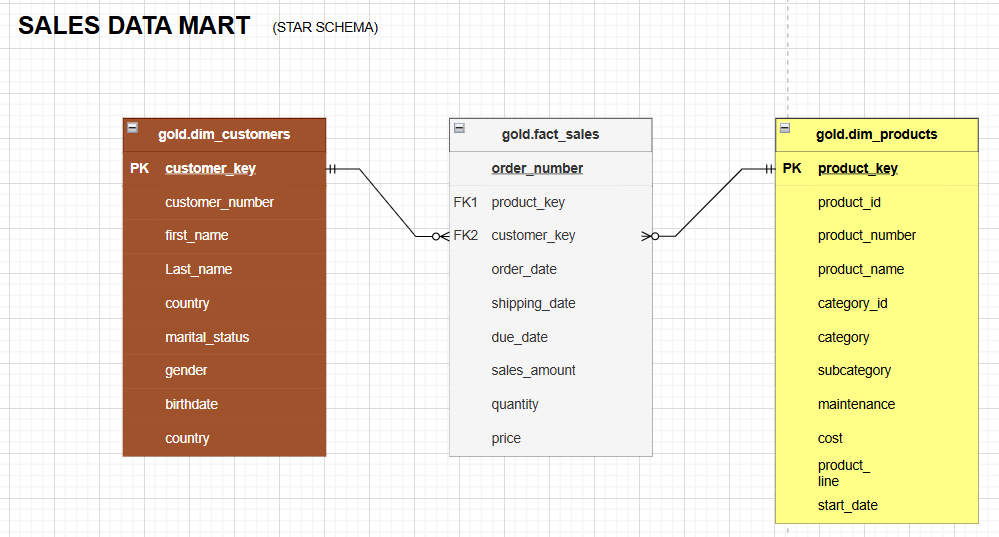 SALES DATA MART (STAR SCHEMA)
gold.dim_customers
PK customer_key
customer_number
first_name
Last_name
country
marital_status
gender
birthdate
country
gold.fact_sales
order_number
FK1 product_key
FK2 customer_key
order_date
shipping_date
due_date
sales_amount
quantity
price
gold.dim_products
PK product_key
product_id
product_number
product_name
category_id
category
subcategory
maintenance
cost
product_
line
start_date